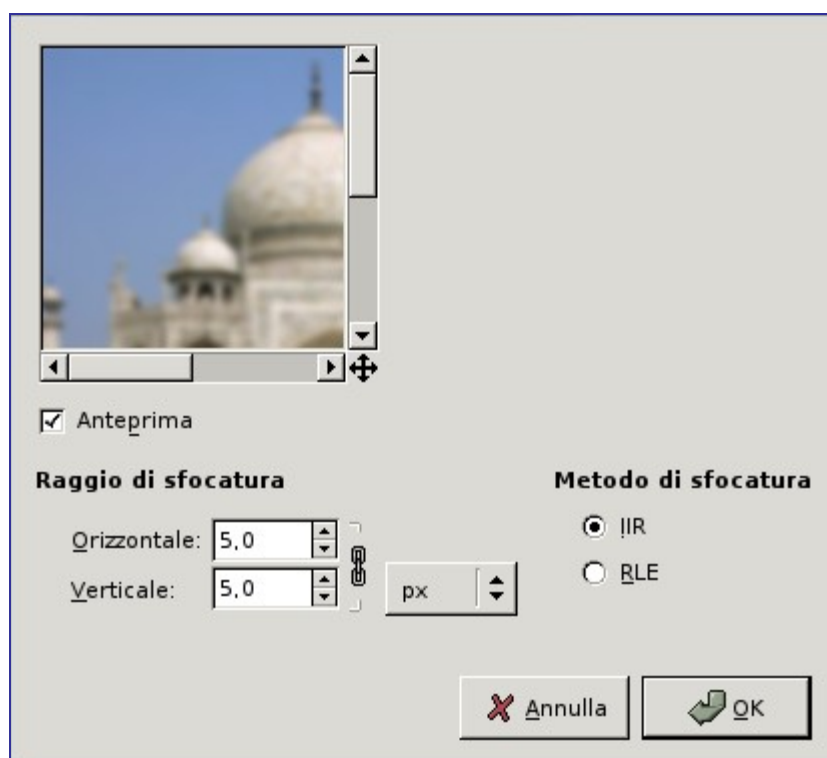 Anteprima
Raggio di sfocatura
Metodo di sfocatura
Orizzontale: 5,0
Verticale: 5,0
px
IIR
RLE
Annulla
OK